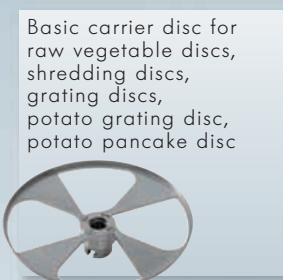 Basic carrier disc for
raw vegetable discs,
shredding discs,
grating discs,
potato grating disc,
potato pancake disc